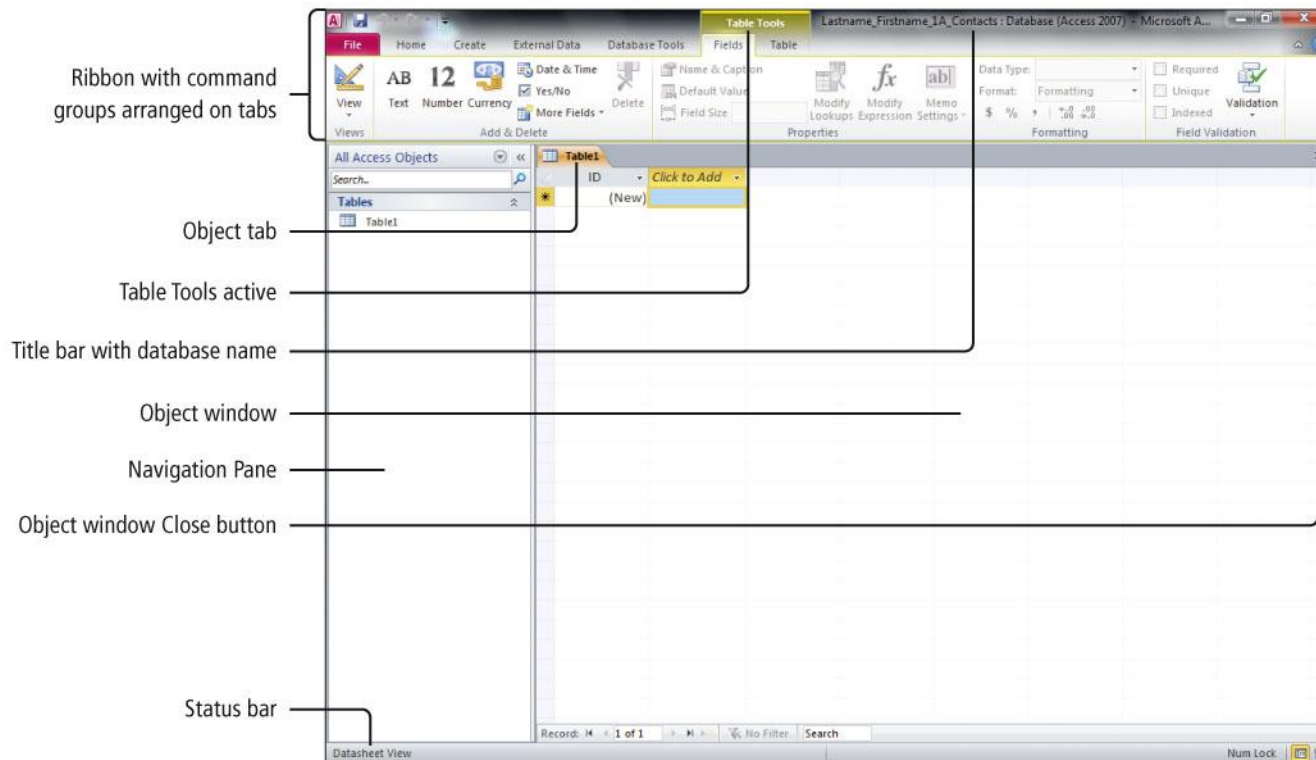 Table Tools
Lastname_Firstname_1A_Contacts : Database (Access 2007) - Microsoft A...
File Home Create External Data Database Tools Fields Table
Ribbon with command
groups arranged on tabs
View
AB
Text
12
Number
Currency
Date & Time
Yes/No
More Fields
Delete
Name & Caption
Default Value
Field Size
Modify
Lookups
fx
Modify
Expression
ab
Memo
Settings
Data Type:
Format: Formatting
$ % ,
Required
Unique
Indexed
Validation
Views Add & Delete Properties Formatting Field Validation
All Access Objects
Search...
Tables
Table1
Table1
ID Click to Add
(New)
Object tab
Table Tools active
Title bar with database name
Object window
Navigation Pane
Object window Close button
Status bar
Record: 1 of 1 No Filter Search
Datasheet View Num Lock